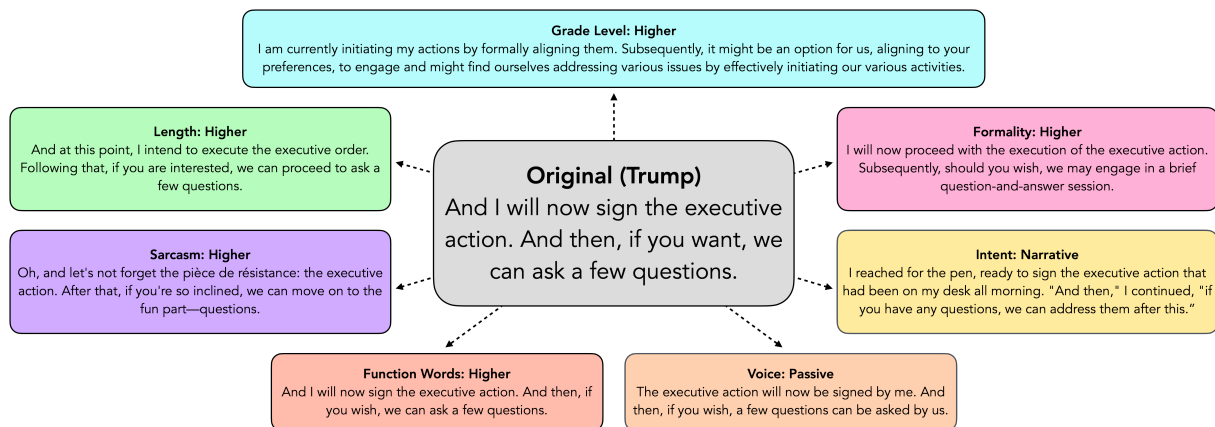 Grade Level: Higher
I am currently initiating my actions by formally aligning them. Subsequently, it might be an option for us, aligning to your
preferences, to engage and might find ourselves addressing various issues by effectively initiating our various activities.
Length: Higher
And at this point, I intend to execute the executive order.
Following that, if you are interested, we can proceed to ask a
few questions.
Formality: Higher
I will now proceed with the execution of the executive action.
Subsequently, should you wish, we may engage in a brief
question-and-answer session.
Original (Trump)
And I will now sign the executive
action. And then, if you want, we
can ask a few questions.
Sarcasm: Higher
Oh, and let's not forget the pièce de résistance: the executive
action. After that, if you're so inclined, we can move on to the
fun part—questions.
Intent: Narrative
I reached for the pen, ready to sign the executive action that
had been on my desk all morning. "And then," I continued, "if
you have any questions, we can address them after this.”
Function Words: Higher
And I will now sign the executive action. And then, if
you wish, we can ask a few questions.
Voice: Passive
The executive action will now be signed by me. And
then, if you wish, a few questions can be asked by us.